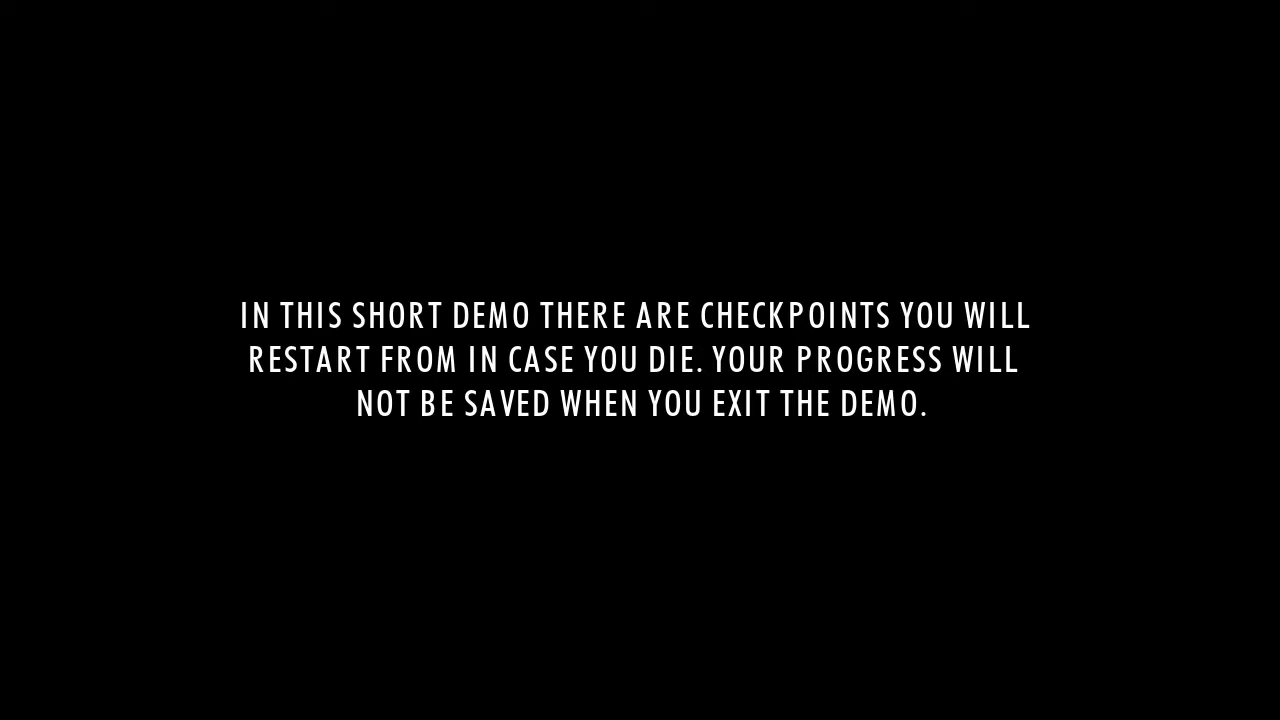 IN THIS SHORT DEMO THERE ARE CHECKPOINTS YOU WILL
RESTART FROM IN CASE YOU DIE. YOUR PROGRESS WILL
NOT BE SAVED WHEN YOU EXIT THE DEMO.